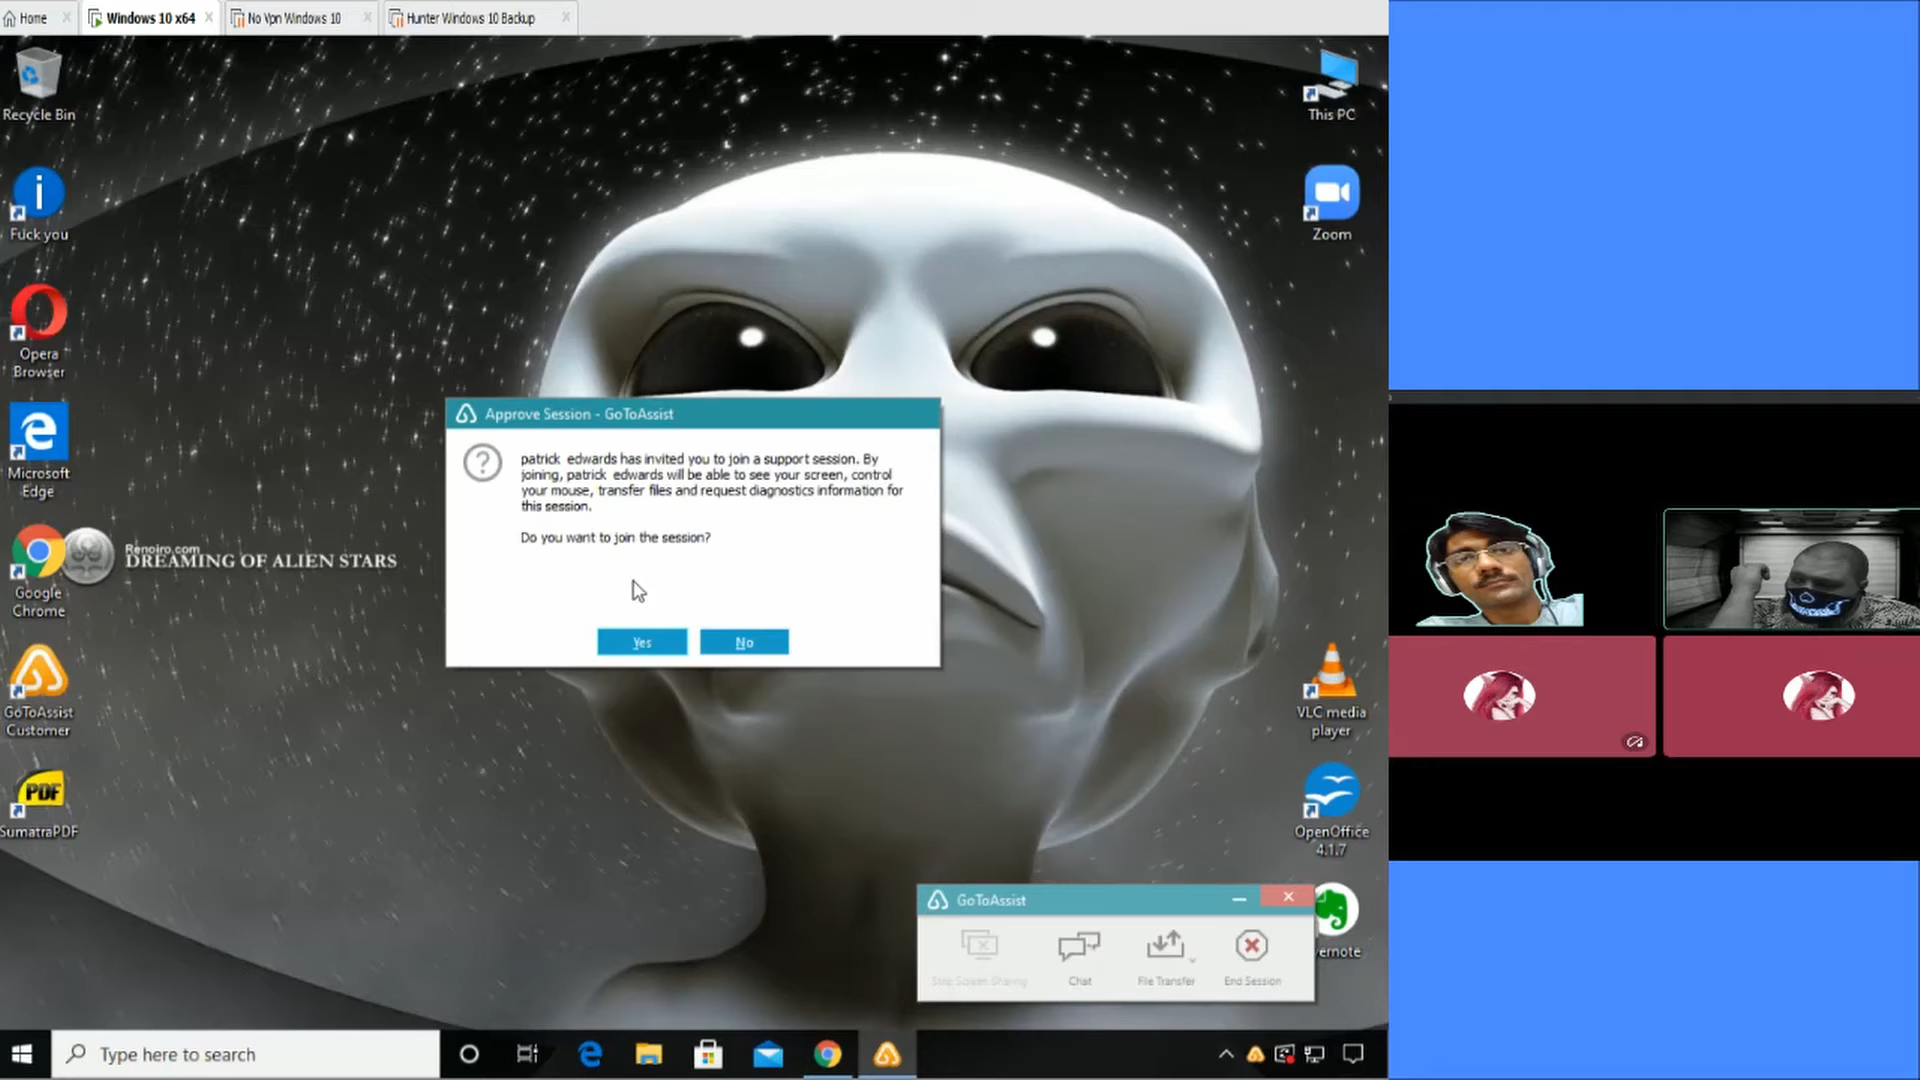 Home
Windows 10 x64
No Vpn Windows 10
Hunter Windows 10 Backup
Recycle Bin
Fuck you
Opera
Browser
Microsoft
Edge
Google
Chrome
GoToAssist
Customer
PDF
SumatraPDF
Renoiro.com
DREAMING OF ALIEN STARS
Approve Session - GoToAssist
patrick edwards has invited you to join a support session. By
joining, patrick edwards will be able to see your screen, control
your mouse, transfer files and request diagnostics information for
this session.
Do you want to join the session?
Yes
No
This PC
Zoom
VLC media
player
OpenOffice
4.1.7
vernote
GoToAssist
Stop Screen Sharing
Chat
File Transfer
End Session
Type here to search